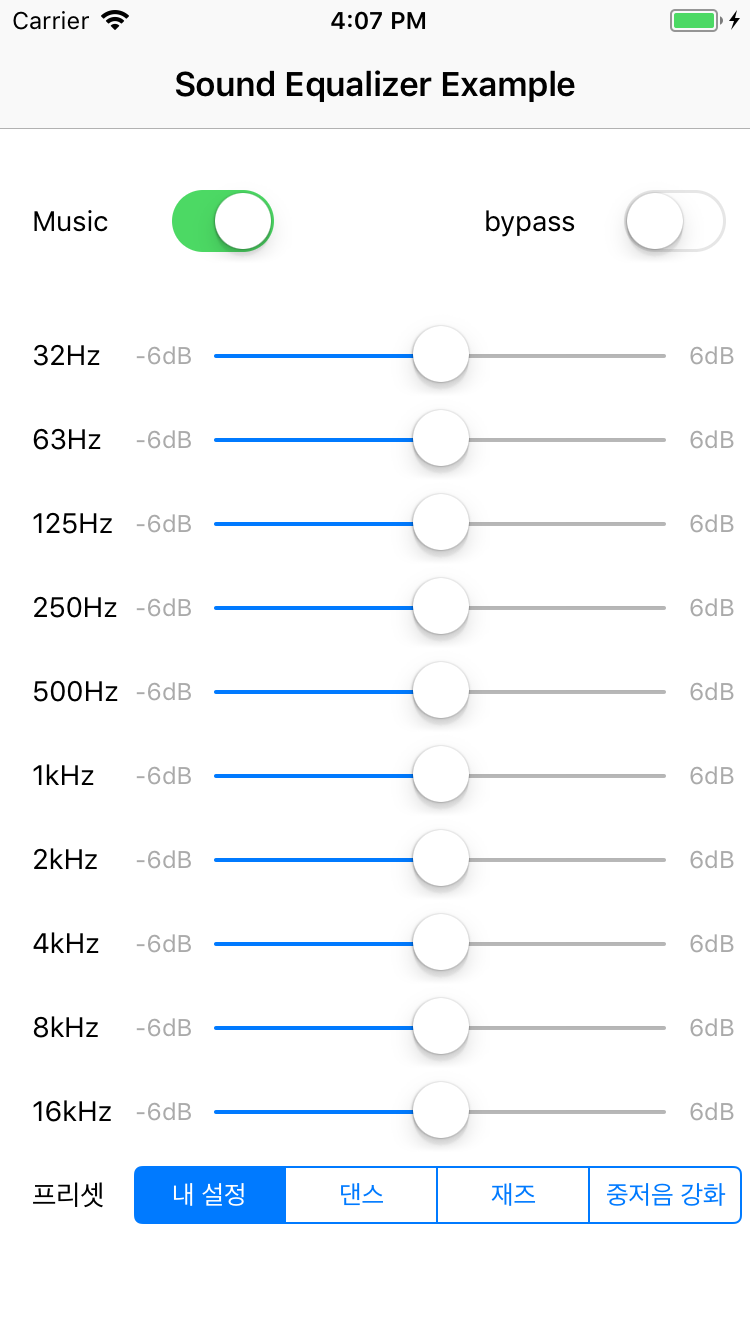 Carrier 4:07 PM
Sound Equalizer Example
Music bypass
32Hz -6dB 6dB
63Hz -6dB 6dB
125Hz -6dB 6dB
250Hz -6dB 6dB
500Hz -6dB 6dB
1kHz -6dB 6dB
2kHz -6dB 6dB
4kHz -6dB 6dB
8kHz -6dB 6dB
16kHz -6dB 6dB
프리셋 내 설정 댄스 재즈 중저음 강화